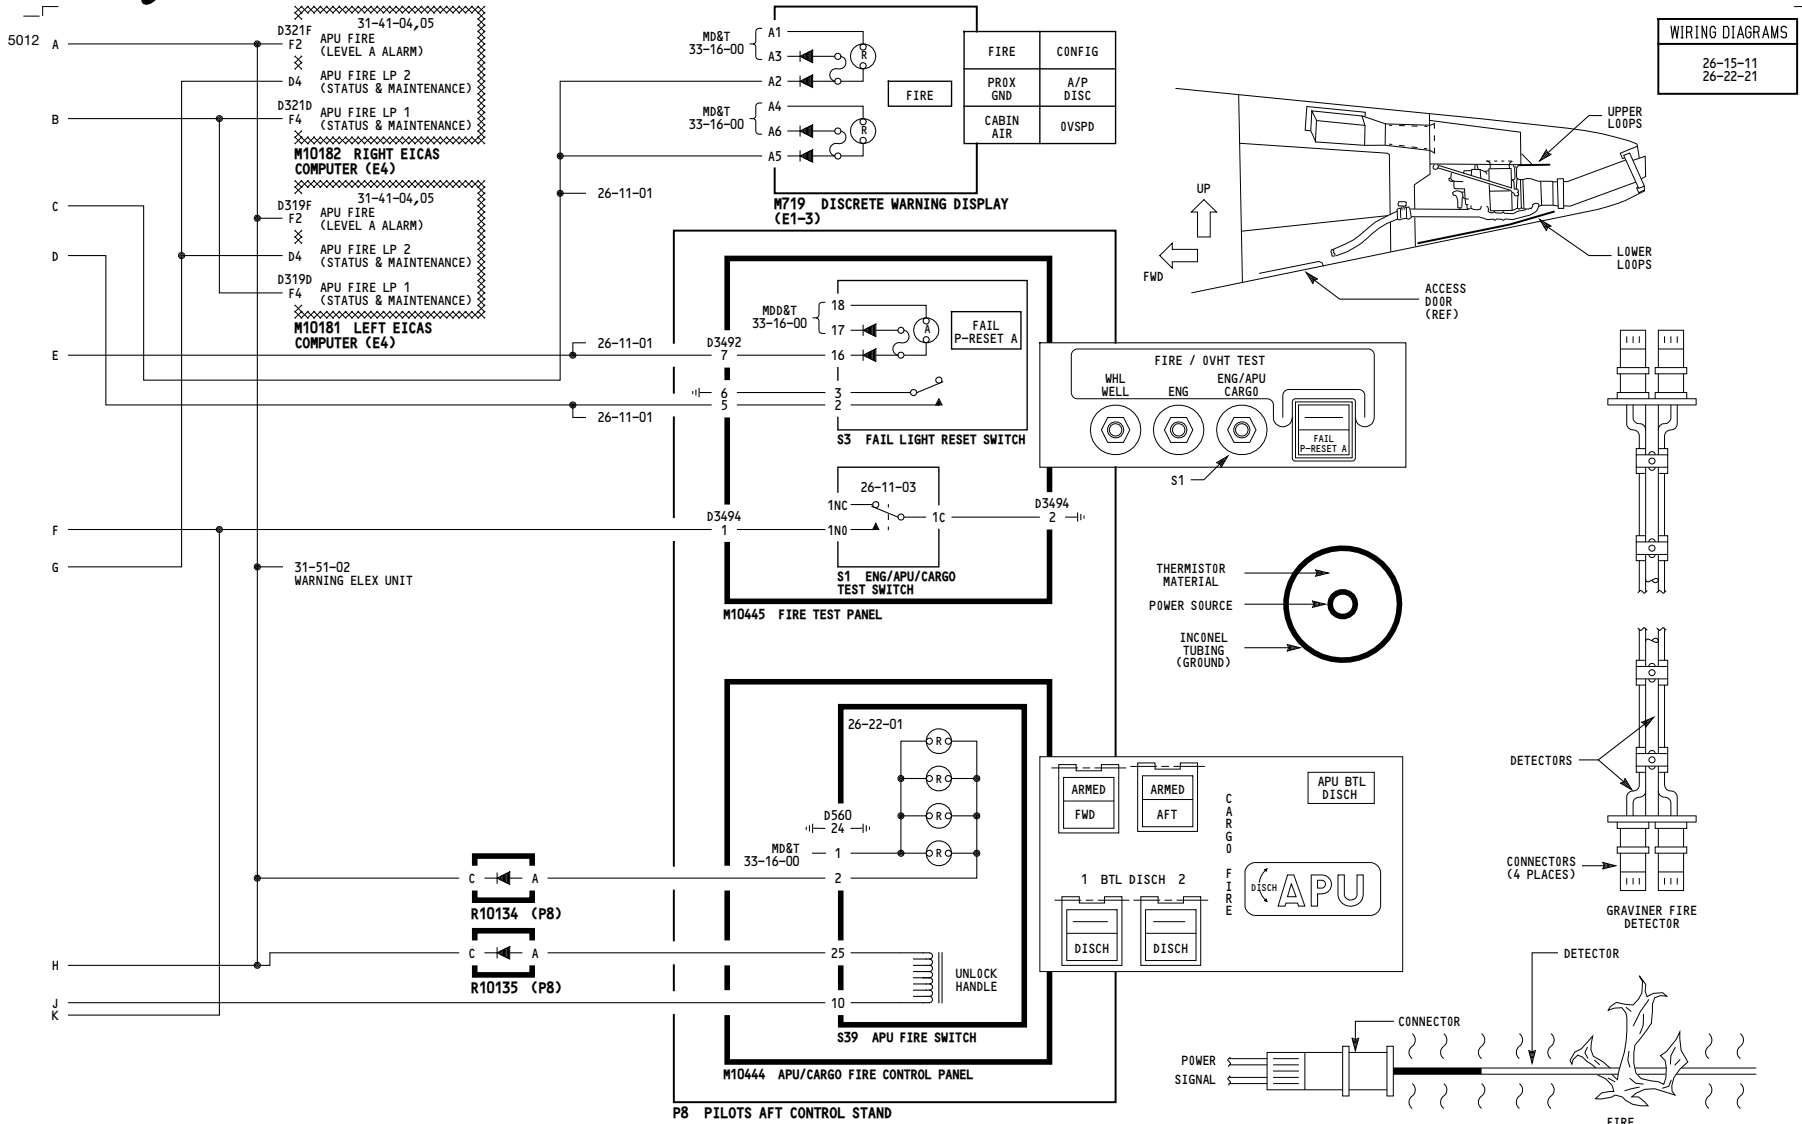 5012
A
B
C
D
E
F
G
H
J
K
D321F
F2
D4
D321D
F4
31-41-04,05
APU FIRE
(LEVEL A ALARM)
APU FIRE LP 2
(STATUS & MAINTENANCE)
APU FIRE LP 1
(STATUS & MAINTENANCE)
M10182 RIGHT EICAS
COMPUTER (E4)
31-41-04,05
D319F
F2
APU FIRE
(LEVEL A ALARM)
D4
APU FIRE LP 2
(STATUS & MAINTENANCE)
D319D
F4
APU FIRE LP 1
(STATUS & MAINTENANCE)
M10181 LEFT EICAS
COMPUTER (E4)
31-51-02
WARNING ELEX UNIT
26-11-01
26-11-01
26-11-01
MD&T
33-16-00
A1
A3
A2
R
MD&T
33-16-00
A4
A6
A5
R
FIRE
FIRE
CONFIG
PROX
GND
A/P
DISC
CABIN
AIR
OVSPD
M719 DISCRETE WARNING DISPLAY
(E1-3)
MDD&T
33-16-00
18
17
16
A
FAIL
P-RESET A
D3492
7
6
5
3
2
S3 FAIL LIGHT RESET SWITCH
26-11-03
1NC
1NO
1C
D3494
1
D3494
2
S1 ENG/APU/CARGO
TEST SWITCH
M10445 FIRE TEST PANEL
26-22-01
R
R
R
R
D560
24
MD&T
33-16-00
1
2
25
10
UNLOCK
HANDLE
S39 APU FIRE SWITCH
M10444 APU/CARGO FIRE CONTROL PANEL
P8 PILOTS AFT CONTROL STAND
C
A
R10134 (P8)
C
A
R10135 (P8)
WIRING DIAGRAMS
26-15-11
26-22-21
UPPER
LOOPS
UP
FWD
LOWER
LOOPS
ACCESS
DOOR
(REF)
FIRE / OVHT TEST
WHL
WELL
ENG
ENG/APU
CARGO
FAIL
P-RESET A
S1
THERMISTOR
MATERIAL
POWER SOURCE
INCONEL
TUBING
(GROUND)
ARMED
FWD
ARMED
AFT
CARGO FIRE
APU BTL
DISCH
1 BTL DISCH 2
DISCH
DISCH
DISCH
APU
DETECTORS
CONNECTORS
(4 PLACES)
GRAVINER FIRE
DETECTOR
DETECTOR
CONNECTOR
POWER
SIGNAL
FIRE